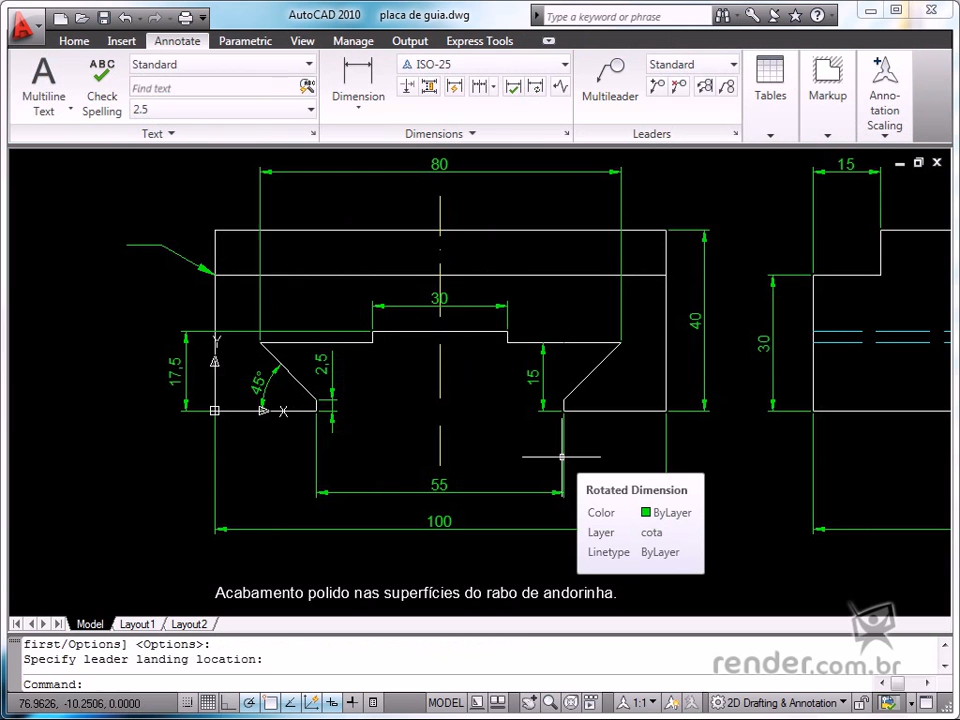 AutoCAD 2010 placa de guia.dwg
Type a keyword or phrase
Home Insert Annotate Parametric View Manage Output Express Tools
Multiline Text
ABC
Check Spelling
Standard
Find text
2.5
Text
Dimension
ISO-25
Dimensions
Multileader
Standard
Leaders
Tables
Markup
Anno-
tation
Scaling
80
15
30
40
30
17,5
45°
2,5
15
Y
X
55
100
Rotated Dimension
Color ByLayer
Layer cota
Linetype ByLayer
Acabamento polido nas superfícies do rabo de andorinha.
Model Layout1 Layout2
first/Options] <Options>:
Specify leader landing location:
Command:
render.com.br
76.9626, -10.2506, 0.0000 MODEL 1:1 2D Drafting & Annotation